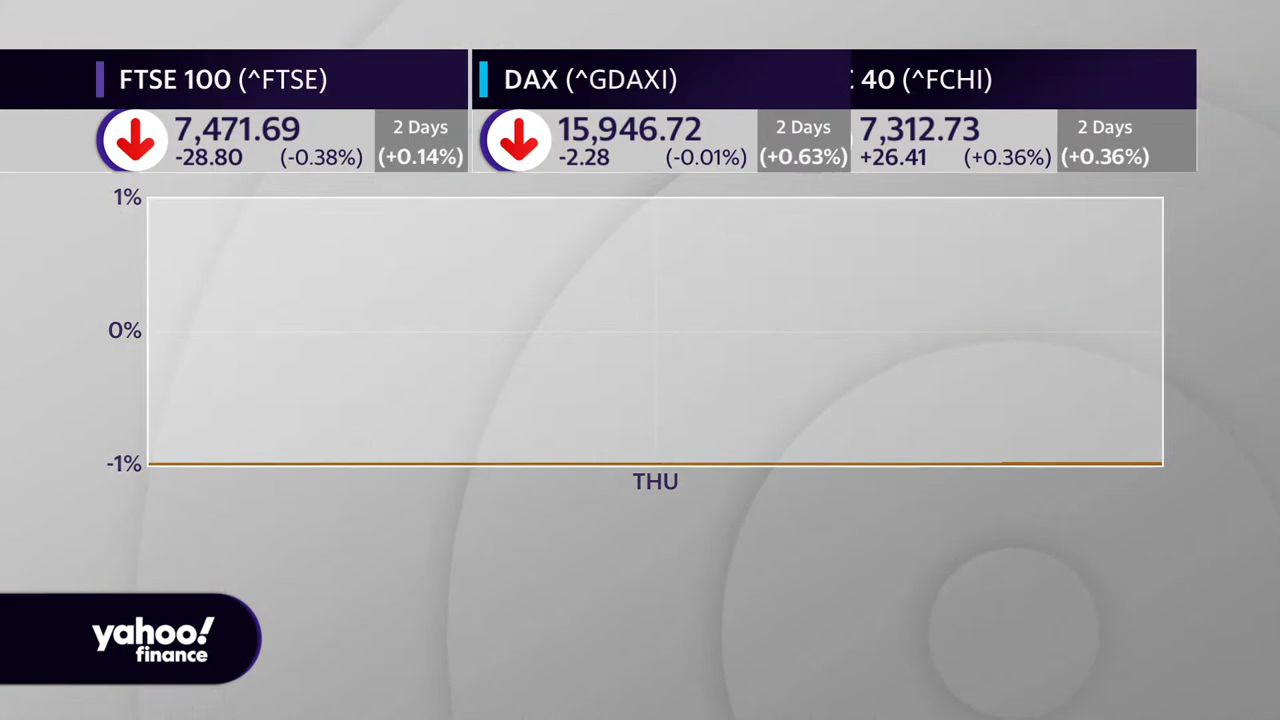 FTSE 100 (^FTSE)
7,471.69
-28.80 (-0.38%)
2 Days
(+0.14%)
DAX (^GDAXI)
15,946.72
-2.28 (-0.01%)
2 Days
(+0.63%)
40 (^FCHI)
7,312.73
+26.41 (+0.36%)
2 Days
(+0.36%)
1%
0%
-1%
THU
yahoo!
finance